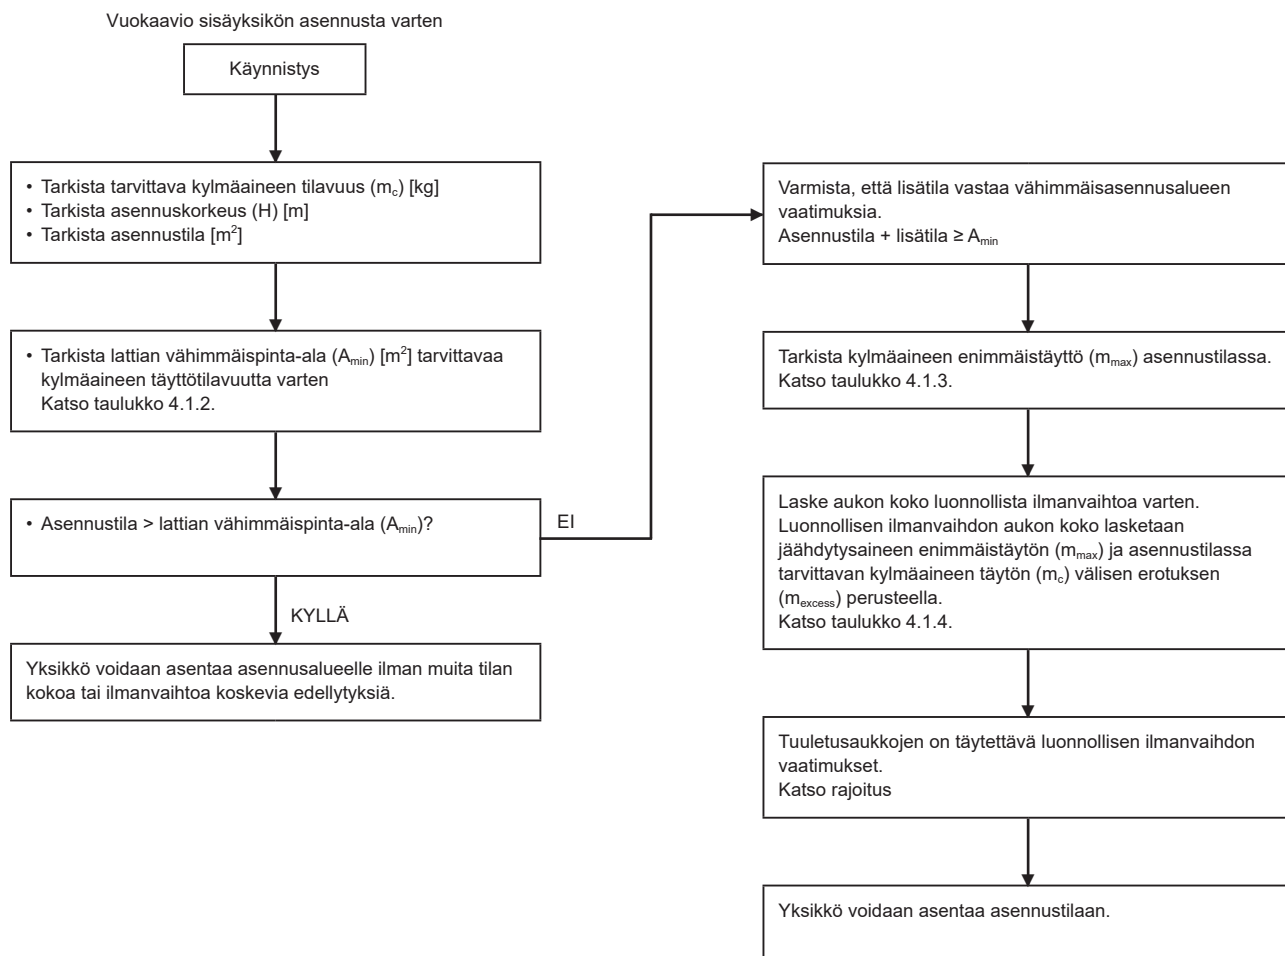 Vuokaavio sisäyksikön asennusta varten
Käynnistys
• Tarkista tarvittava kylmäaineen tilavuus (mc) [kg]
• Tarkista asennuskorkeus (H) [m]
• Tarkista asennustila [m²]
• Tarkista lattian vähimmäispinta-ala (Amin) [m²] tarvittavaa
kylmäaineen täyttötilavuutta varten
Katso taulukko 4.1.2.
• Asennustila > lattian vähimmäispinta-ala (Amin)?
EI
KYLLÄ
Yksikkö voidaan asentaa asennusalueelle ilman muita tilan
kokoa tai ilmanvaihtoa koskevia edellytyksiä.
Varmista, että lisätila vastaa vähimmäisasennusalueen
vaatimuksia.
Asennustila + lisätila ≥ Amin
Tarkista kylmäaineen enimmäistäyttö (mmax) asennustilassa.
Katso taulukko 4.1.3.
Laske aukon koko luonnollista ilmanvaihtoa varten.
Luonnollisen ilmanvaihdon aukon koko lasketaan
jäähdytysaineen enimmäistäytön (mmax) ja asennustilassa
tarvittavan kylmäaineen täytön (mc) välisen erotuksen
(mexcess) perusteella.
Katso taulukko 4.1.4.
Tuuletusaukkojen on täytettävä luonnollisen ilmanvaihdon
vaatimukset.
Katso rajoitus
Yksikkö voidaan asentaa asennustilaan.